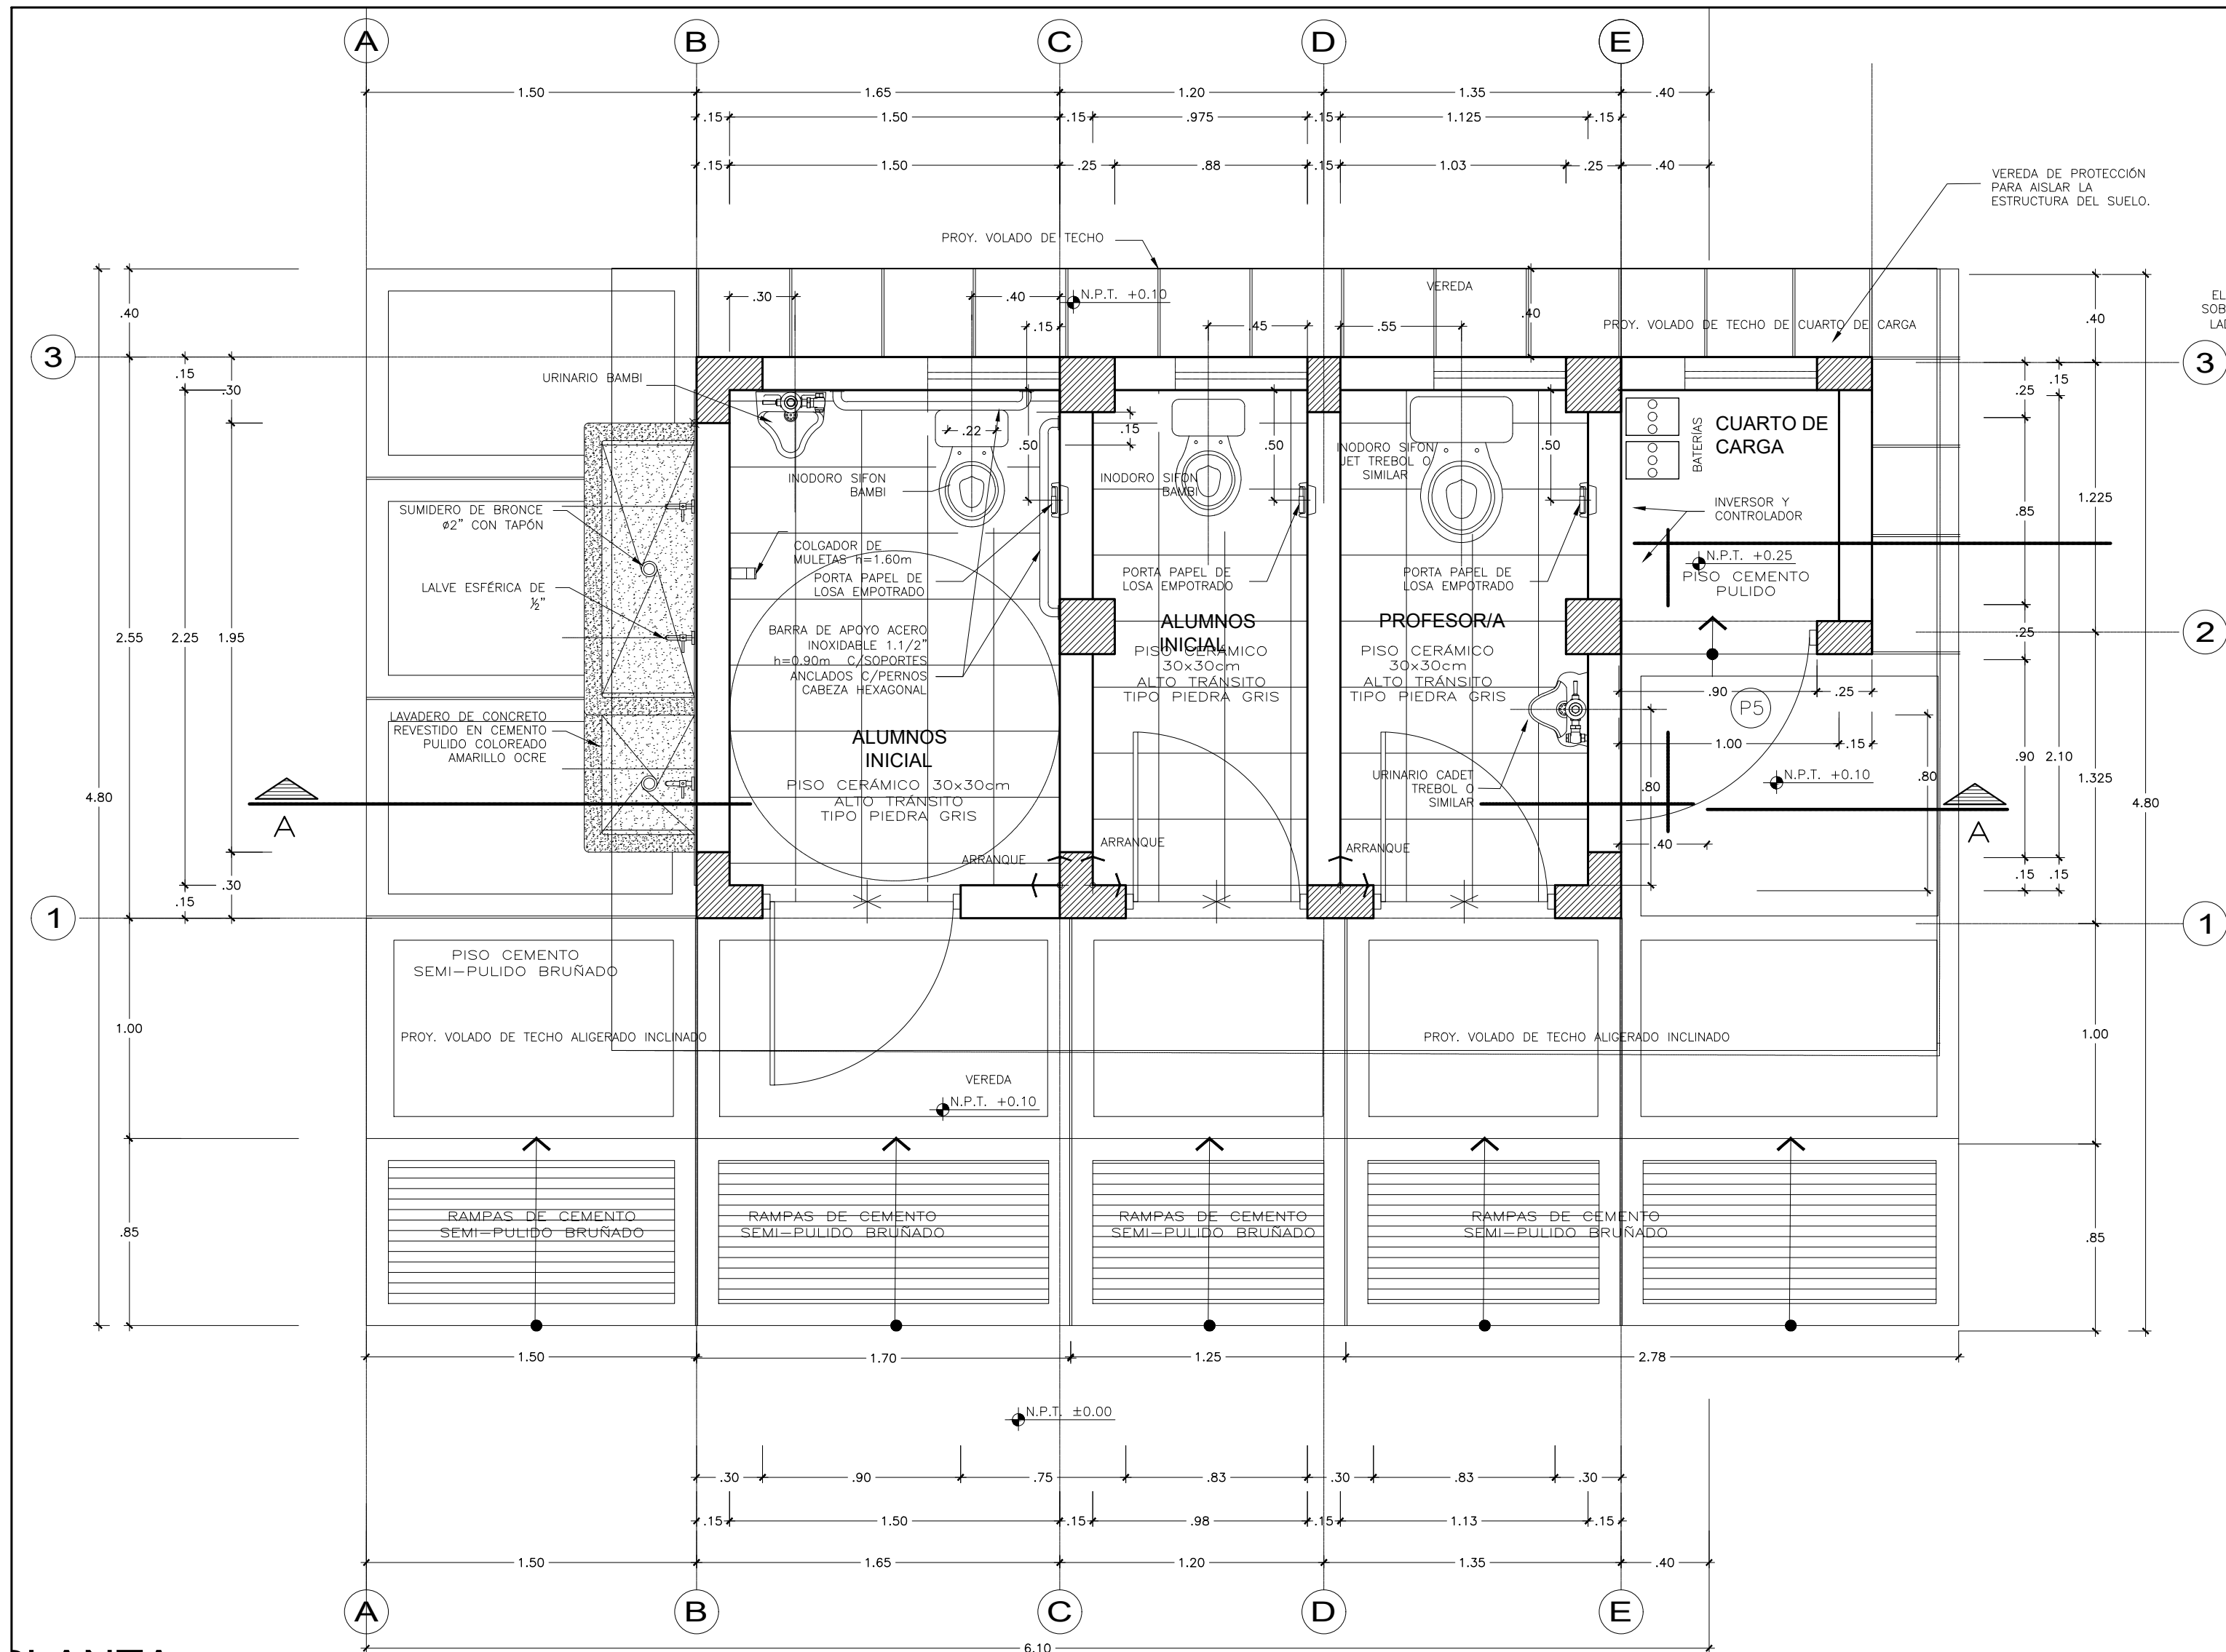 A B C D E
1.50 1.65 1.20 1.35 .40
.15 1.50 .15 .975 .15 1.125 .15
.15 1.50 .25 .88 .15 1.03 .25 .40
VEREDA DE PROTECCIÓN
PARA AISLAR LA
ESTRUCTURA DEL SUELO.
PROY. VOLADO DE TECHO
.30 .40 N.P.T. +0.10
VEREDA
.40
.40 .15 .45 .55
PROY. VOLADO DE TECHO DE CUARTO DE CARGA
.40
EL
SOB
LAD
3 3
.15 .30
.25 .15
URINARIO BAMBI
.22 .50 .15 .50 .50
INODORO SIFON
BAMBI
INODORO SIFON
BAMBI
INODORO SIFON
JET TREBOL O
SIMILAR
BATERÍAS
CUARTO DE
CARGA
INVERSOR Y
CONTROLADOR
1.225
.85
SUMIDERO DE BRONCE
ø2" CON TAPÓN
COLGADOR DE
MULETAS h=1.60m
PORTA PAPEL DE
LOSA EMPOTRADO
PORTA PAPEL DE
LOSA EMPOTRADO
PORTA PAPEL DE
LOSA EMPOTRADO
N.P.T. +0.25
PISO CEMENTO
PULIDO
LALVE ESFÉRICA DE
½"
2.55 2.25 1.95
BARRA DE APOYO ACERO
INOXIDABLE 1.1/2"
h=0.90m C/SOPORTES
ANCLADOS C/PERNOS
CABEZA HEXAGONAL
ALUMNOS
INICIAL
PISO CERÁMICO
30x30cm
ALTO TRÁNSITO
TIPO PIEDRA GRIS
PROFESOR/A
PISO CERÁMICO
30x30cm
ALTO TRÁNSITO
TIPO PIEDRA GRIS
.25
2
.90 .25
P5
1.00 .15
LAVADERO DE CONCRETO
REVESTIDO EN CEMENTO
PULIDO COLOREADO
AMARILLO OCRE
ALUMNOS
INICIAL
PISO CERÁMICO 30x30cm
ALTO TRÁNSITO
TIPO PIEDRA GRIS
URINARIO CADET
TREBOL O
SIMILAR
.80
N.P.T. +0.10
.80
.90 2.10 1.325
4.80 4.80
A A
ARRANQUE
ARRANQUE
ARRANQUE
.40
.30
.15
.15 .15
1 1
PISO CEMENTO
SEMI-PULIDO BRUÑADO
1.00 1.00
PROY. VOLADO DE TECHO ALIGERADO INCLINADO
PROY. VOLADO DE TECHO ALIGERADO INCLINADO
VEREDA
N.P.T. +0.10
RAMPAS DE CEMENTO
SEMI-PULIDO BRUÑADO
RAMPAS DE CEMENTO
SEMI-PULIDO BRUÑADO
RAMPAS DE CEMENTO
SEMI-PULIDO BRUÑADO
RAMPAS DE CEMENTO
SEMI-PULIDO BRUÑADO
.85 .85
1.50 1.70 1.25 2.78
N.P.T. ±0.00
.30 .90 .75 .83 .30 .83 .30
.15 1.50 .15 .98 .15 1.13 .15
1.50 1.65 1.20 1.35 .40
A B C D E
6.10